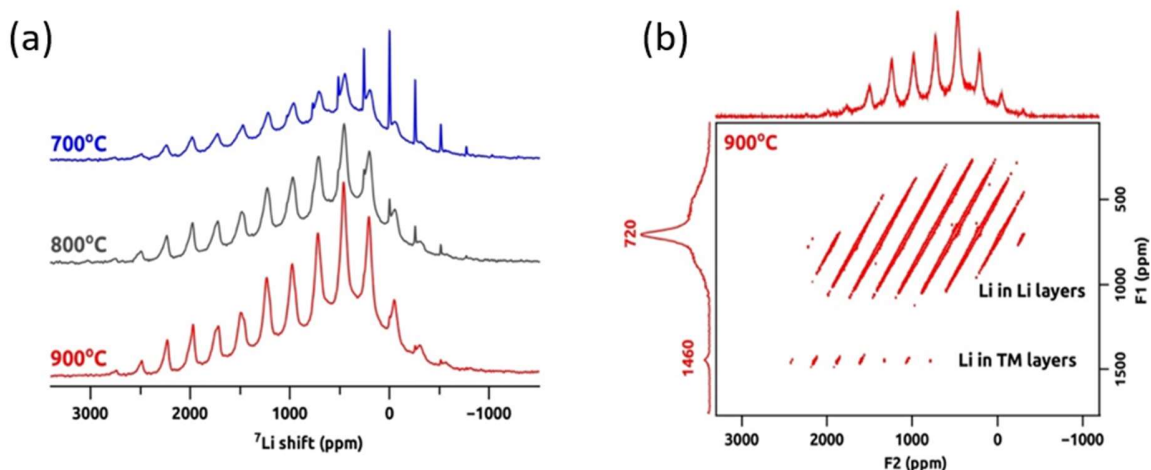 (a)
700°C
800°C
900°C
3000 2000 1000 0 −1000
⁷Li shift (ppm)
(b)
900°C
720
1460
Li in Li layers
Li in TM layers
500
1000
1500
F1 (ppm)
3000 2000 1000 0 −1000
F2 (ppm)